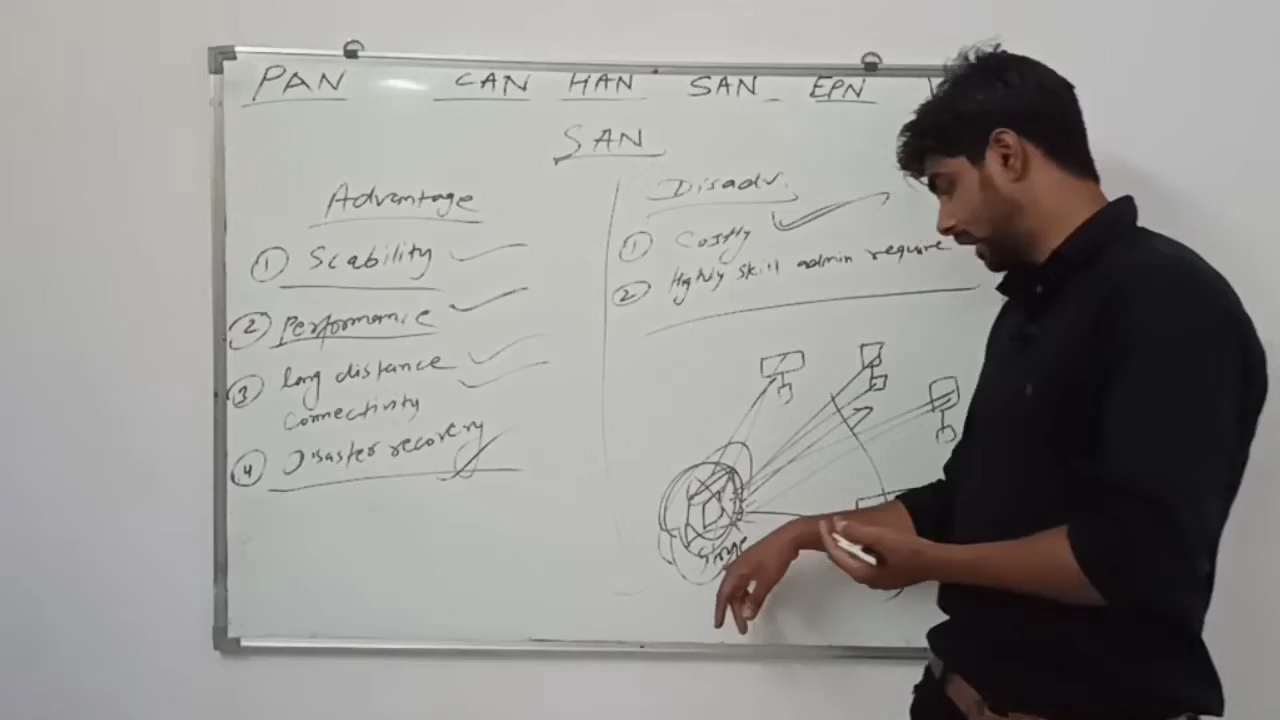 PAN CAN HAN SAN EPN
SAN
Advantage
① Scability
② Performance
③ long distance
connectivity
④ Disaster recovery
Disadv.
① Costly
② Highly skill admin require